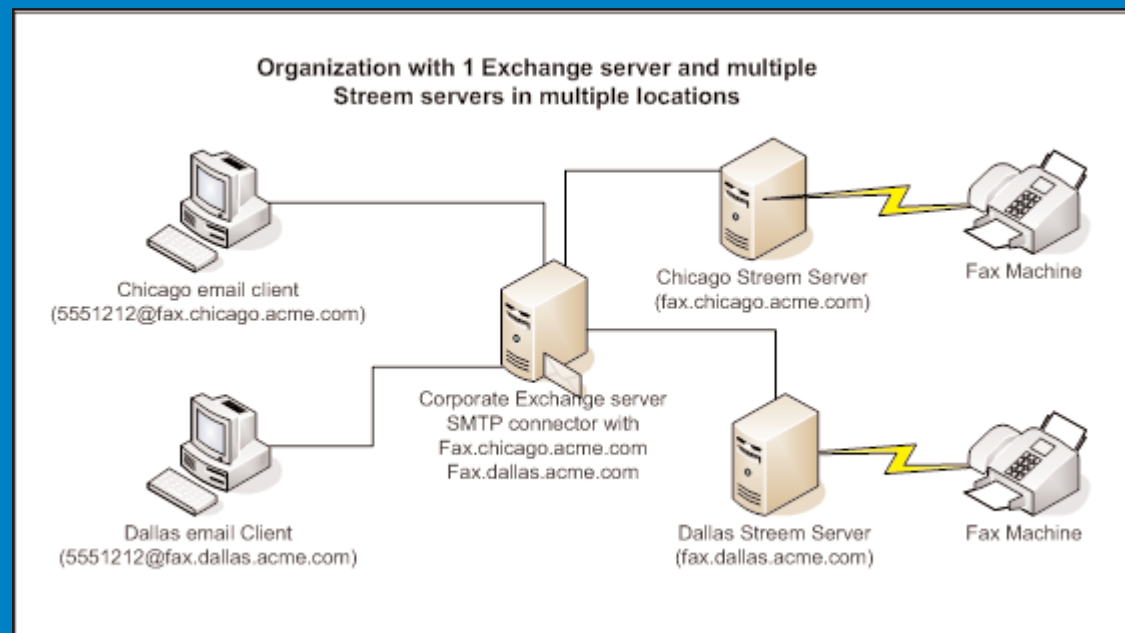 Organization with 1 Exchange server and multiple
Streem servers in multiple locations
Chicago email client
(5551212@fax.chicago.acme.com)
Chicago Streem Server
(fax.chicago.acme.com)
Fax Machine
Corporate Exchange server
SMTP connector with
Fax.chicago.acme.com
Fax.dallas.acme.com
Dallas email Client
(5551212@fax.dallas.acme.com)
Dallas Streem Server
(fax.dallas.acme.com)
Fax Machine